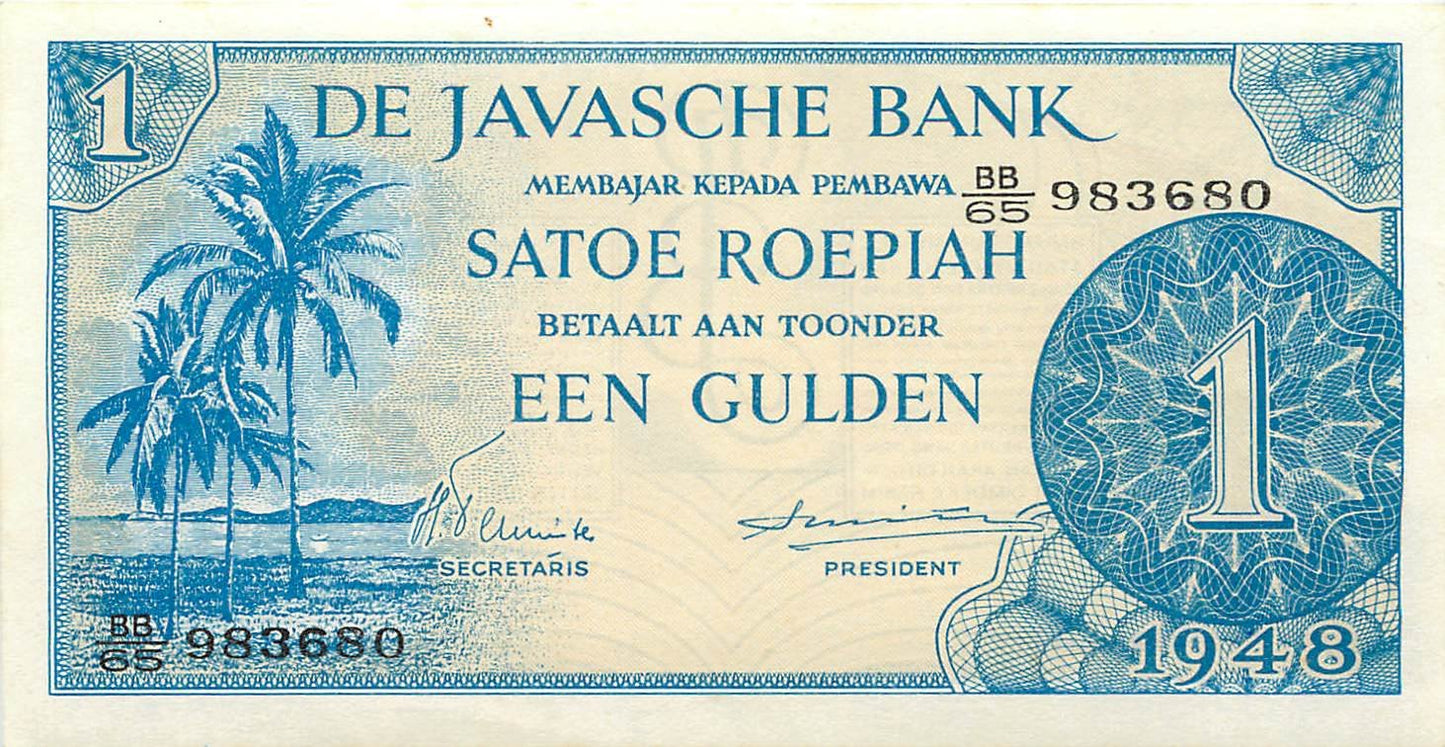 1
DE JAVASCHE BANK
MEMBAJAR KEPADA PEMBAWA
BB/65 983680
SATOE ROEPIAH
BETAALT AAN TOONDER
EEN GULDEN
1
SECRETARIS
PRESIDENT
BB/65 983680
1948